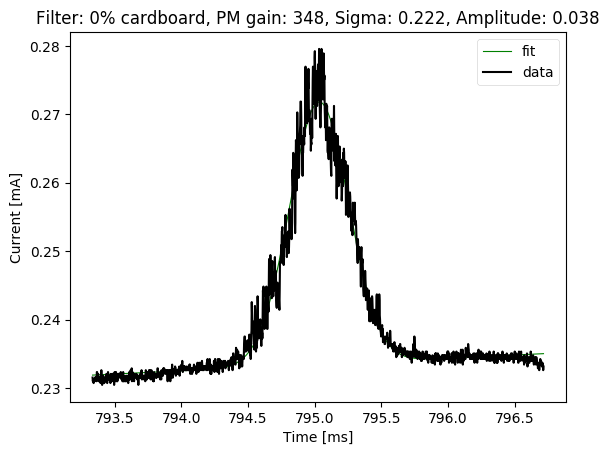 Filter: 0% cardboard, PM gain: 348, Sigma: 0.222, Amplitude: 0.038
fit
data
Current [mA]
0.28
0.27
0.26
0.25
0.24
0.23
793.5 794.0 794.5 795.0 795.5 796.0 796.5
Time [ms]